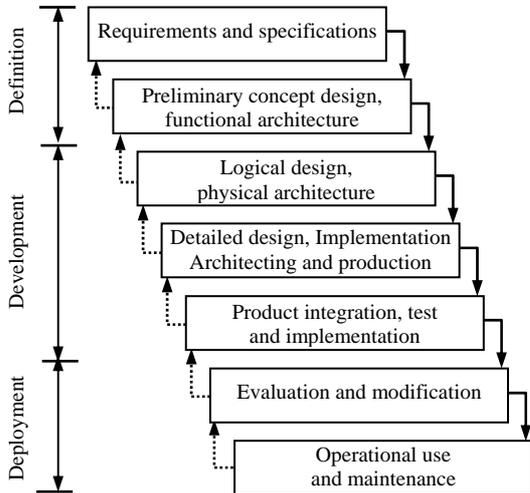 Definition
Requirements and specifications
Preliminary concept design,
functional architecture
Development
Logical design,
physical architecture
Detailed design, Implementation
Architecting and production
Product integration, test
and implementation
Deployment
Evaluation and modification
Operational use
and maintenance